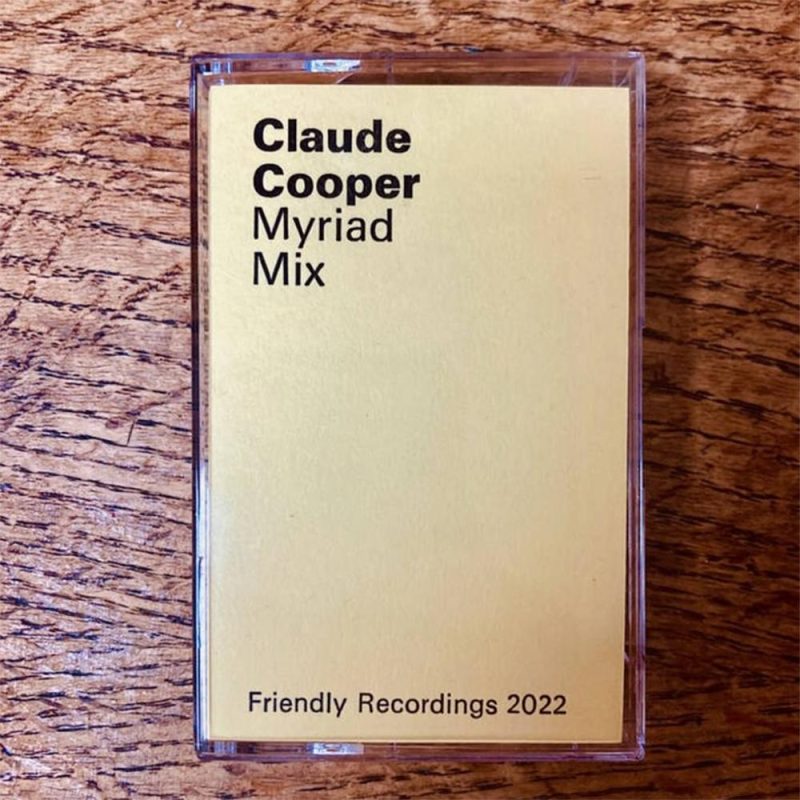 Claude
Cooper
Myriad
Mix
Friendly Recordings 2022